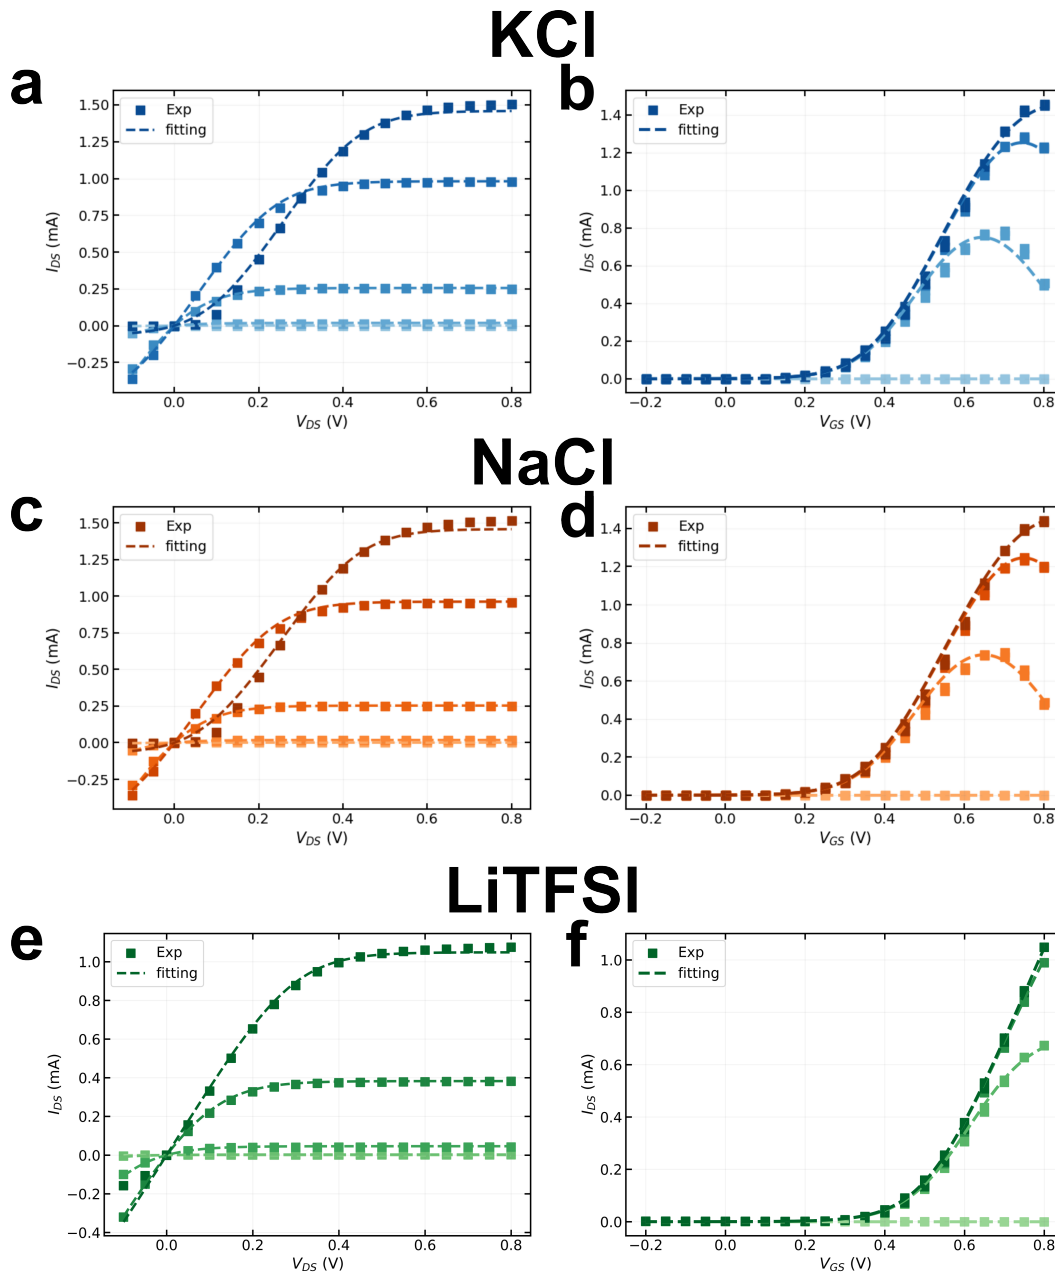 KCl
a
b
Exp
fitting
1.50
1.25
1.00
0.75
0.50
0.25
0.00
−0.25
0.0
0.2
0.4
0.6
0.8
I_DS (mA)
V_DS (V)
Exp
fitting
1.4
1.2
1.0
0.8
0.6
0.4
0.2
0.0
−0.2
0.0
0.2
0.4
0.6
0.8
I_DS (mA)
V_GS (V)
NaCl
c
d
Exp
fitting
1.50
1.25
1.00
0.75
0.50
0.25
0.00
−0.25
0.0
0.2
0.4
0.6
0.8
I_DS (mA)
V_DS (V)
Exp
fitting
1.4
1.2
1.0
0.8
0.6
0.4
0.2
0.0
−0.2
0.0
0.2
0.4
0.6
0.8
I_DS (mA)
V_GS (V)
LiTFSI
e
f
Exp
fitting
1.0
0.8
0.6
0.4
0.2
0.0
−0.2
−0.4
0.0
0.2
0.4
0.6
0.8
I_DS (mA)
V_DS (V)
Exp
fitting
1.0
0.8
0.6
0.4
0.2
0.0
−0.2
0.0
0.2
0.4
0.6
0.8
I_DS (mA)
V_GS (V)